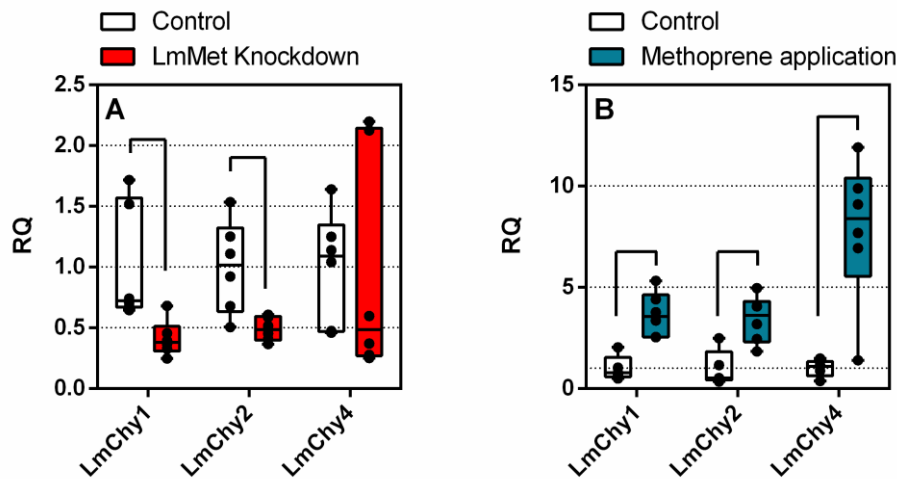 Control
LmMet Knockdown
A
RQ
2.5
2.0
1.5
1.0
0.5
0.0
LmChy1
LmChy2
LmChy4
Control
Methoprene application
B
RQ
15
10
5
0
LmChy1
LmChy2
LmChy4